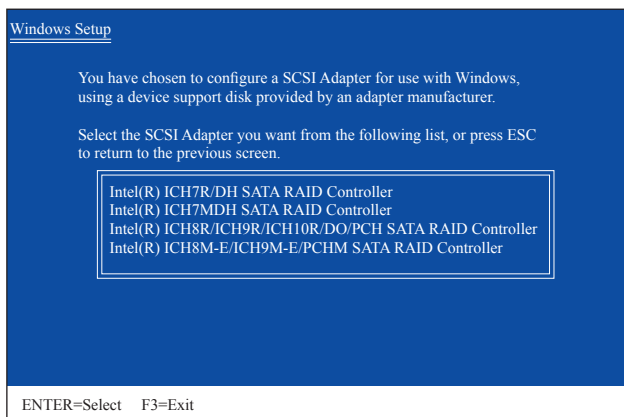 Windows Setup
You have chosen to configure a SCSI Adapter for use with Windows,
using a device support disk provided by an adapter manufacturer.
Select the SCSI Adapter you want from the following list, or press ESC
to return to the previous screen.
Intel(R) ICH7R/DH SATA RAID Controller
Intel(R) ICH7MDH SATA RAID Controller
Intel(R) ICH8R/ICH9R/ICH10R/DO/PCH SATA RAID Controller
Intel(R) ICH8M-E/ICH9M-E/PCHM SATA RAID Controller
ENTER=Select F3=Exit